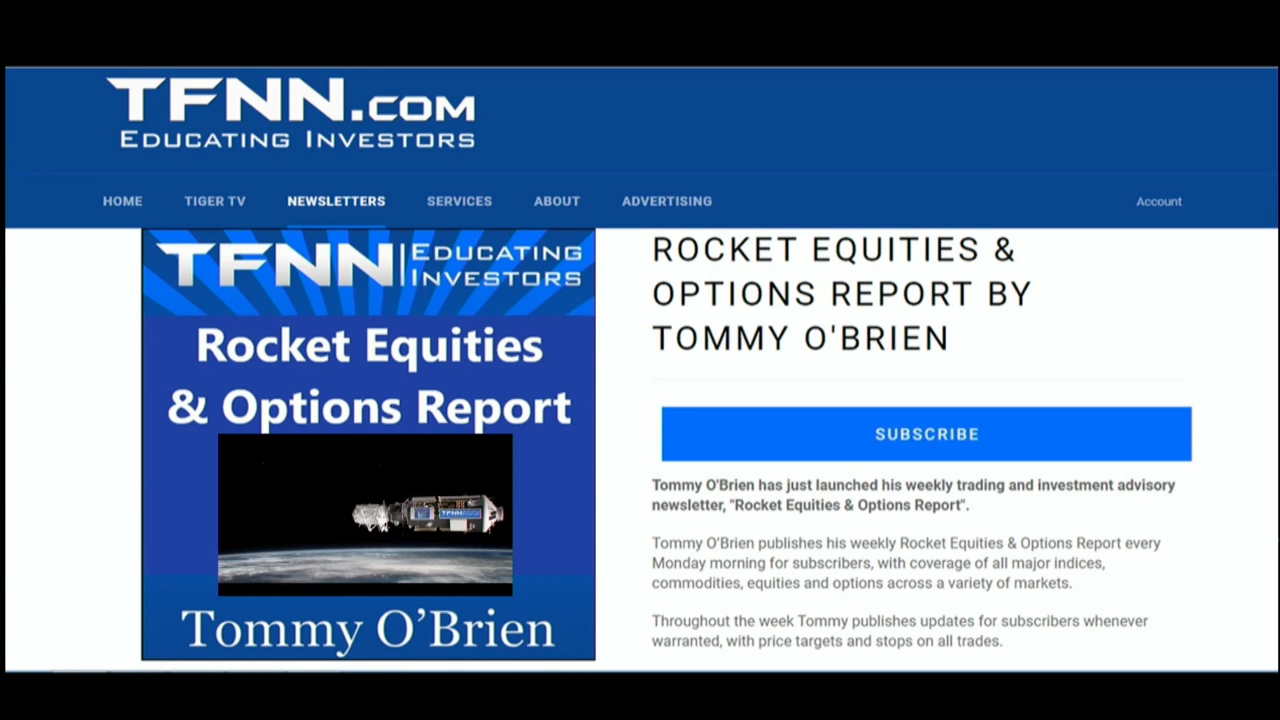 TFNN.COM
EDUCATING INVESTORS
HOME TIGER TV NEWSLETTERS SERVICES ABOUT ADVERTISING Account
TFNN EDUCATING
INVESTORS
Rocket Equities
& Options Report
TFNN
Tommy O’Brien
ROCKET EQUITIES &
OPTIONS REPORT BY
TOMMY O'BRIEN
SUBSCRIBE
Tommy O'Brien has just launched his weekly trading and investment advisory
newsletter, "Rocket Equities & Options Report".
Tommy O’Brien publishes his weekly Rocket Equities & Options Report every
Monday morning for subscribers, with coverage of all major indices,
commodities, equities and options across a variety of markets.
Throughout the week Tommy publishes updates for subscribers whenever
warranted, with price targets and stops on all trades.